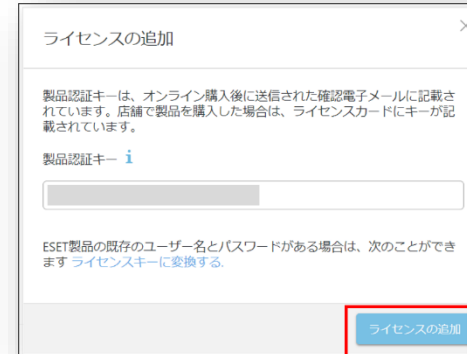 ライセンスの追加
製品認証キーは、オンライン購入後に送信された確認電子メールに記載さ
れています。店舗で製品を購入した場合は、ライセンスカードにキーが記
載されています。
製品認証キー i
ESET製品の既存のユーザー名とパスワードがある場合は、次のことができ
ます ライセンスキーに変換する.
ライセンスの追加